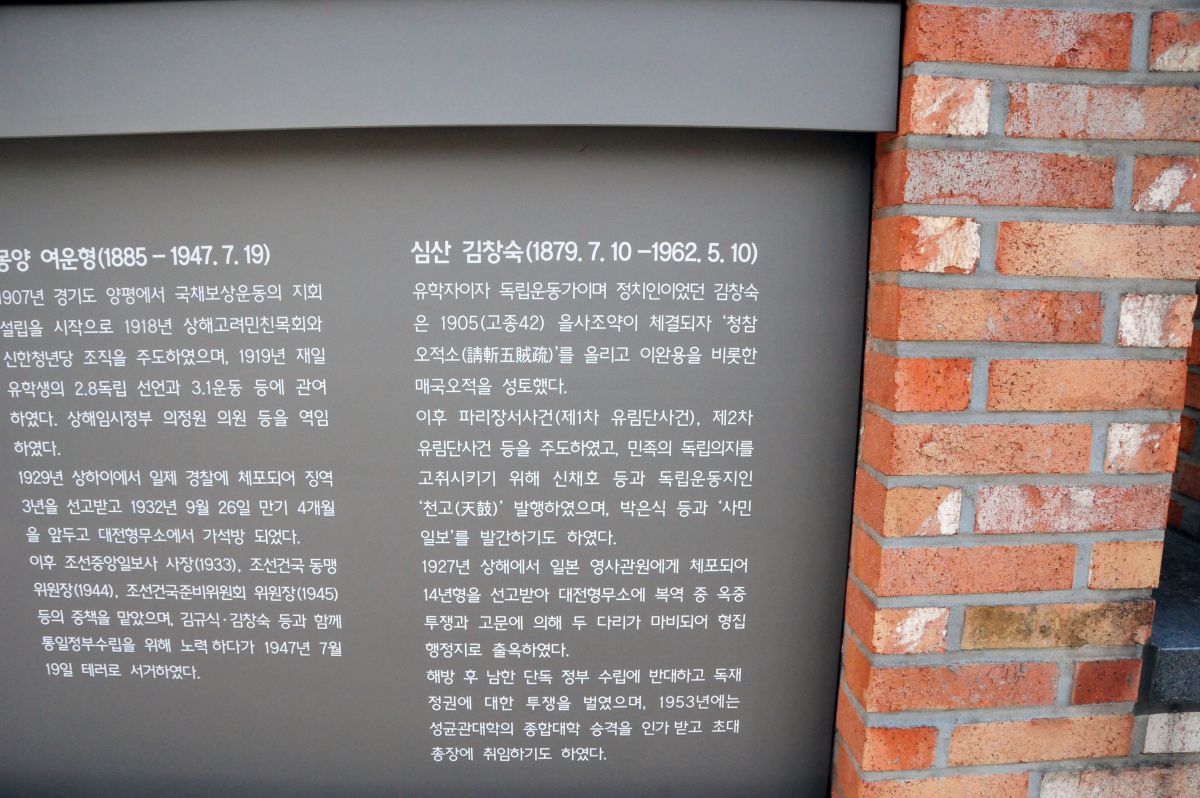 몽양 여운형(1885 – 1947. 7. 19)
1907년 경기도 양평에서 국채보상운동의 지회
설립을 시작으로 1918년 상해고려민친목회와
신한청년당 조직을 주도하였으며, 1919년 재일
유학생의 2.8독립 선언과 3.1운동 등에 관여
하였다. 상해임시정부 의정원 의원 등을 역임
하였다.
1929년 상하이에서 일제 경찰에 체포되어 징역
3년을 선고받고 1932년 9월 26일 만기 4개월
을 앞두고 대전형무소에서 가석방 되었다.
이후 조선중앙일보사 사장(1933), 조선건국 동맹
위원장(1944), 조선건국준비위원회 위원장(1945)
등의 중책을 맡았으며, 김규식·김창숙 등과 함께
통일정부수립을 위해 노력 하다가 1947년 7월
19일 테러로 서거하였다.
심산 김창숙(1879. 7. 10 –1962. 5. 10)
유학자이자 독립운동가이며 정치인이었던 김창숙
은 1905(고종42) 을사조약이 체결되자 ‘청참
오적소(請斬五賊疏)’를 올리고 이완용을 비롯한
매국오적을 성토했다.
이후 파리장서사건(제1차 유림단사건), 제2차
유림단사건 등을 주도하였고, 민족의 독립의지를
고취시키기 위해 신채호 등과 독립운동지인
‘천고(天鼓)’ 발행하였으며, 박은식 등과 ‘사민
일보’를 발간하기도 하였다.
1927년 상해에서 일본 영사관원에게 체포되어
14년형을 선고받아 대전형무소에 복역 중 옥중
투쟁과 고문에 의해 두 다리가 마비되어 형집
행정지로 출옥하였다.
해방 후 남한 단독 정부 수립에 반대하고 독재
정권에 대한 투쟁을 벌였으며, 1953년에는
성균관대학의 종합대학 승격을 인가 받고 초대
총장에 취임하기도 하였다.